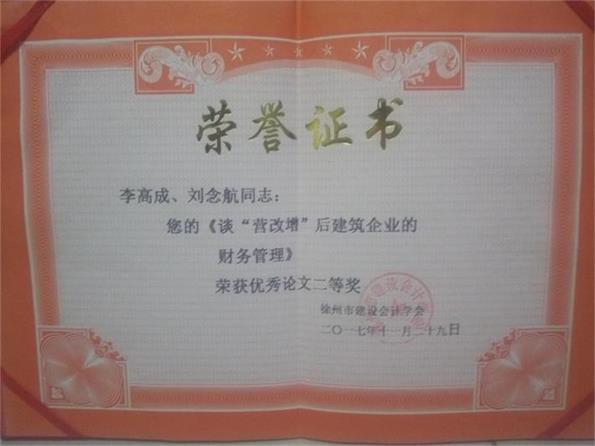 荣誉证书
李高成、刘念航同志：
您的《谈“营改增”后建筑企业的
财务管理》
荣获优秀论文二等奖
徐州市建设会计学会
二〇一七年十一月二十九日